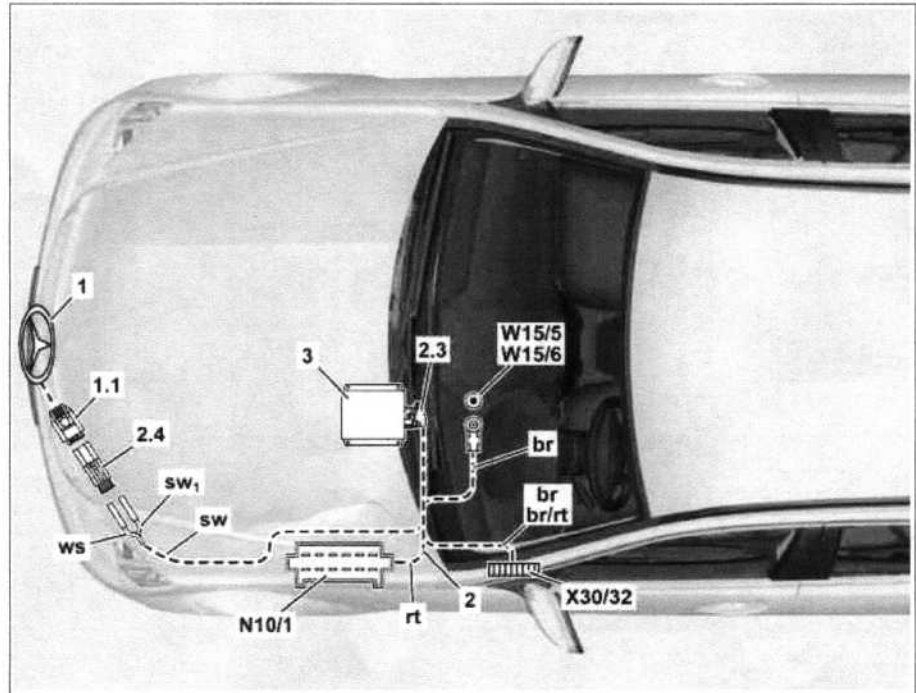 1
1.1
2.4
sw₁
sw
ws
3
2.3
W15/5
W15/6
br
br
br/rt
N10/1
rt
2
X30/32